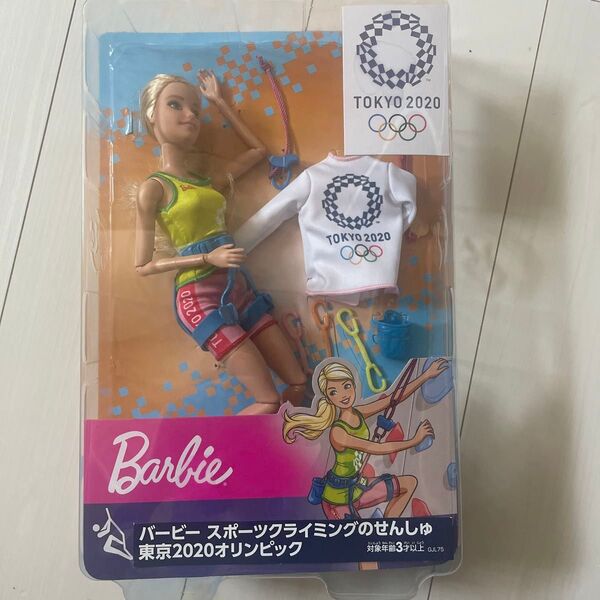 TOKYO 2020
TOKYO 2020
O 2020
Barbie
バービー スポーツクライミングのせんしゅ
東京2020オリンピック
対象年齢3才以上 GJL75